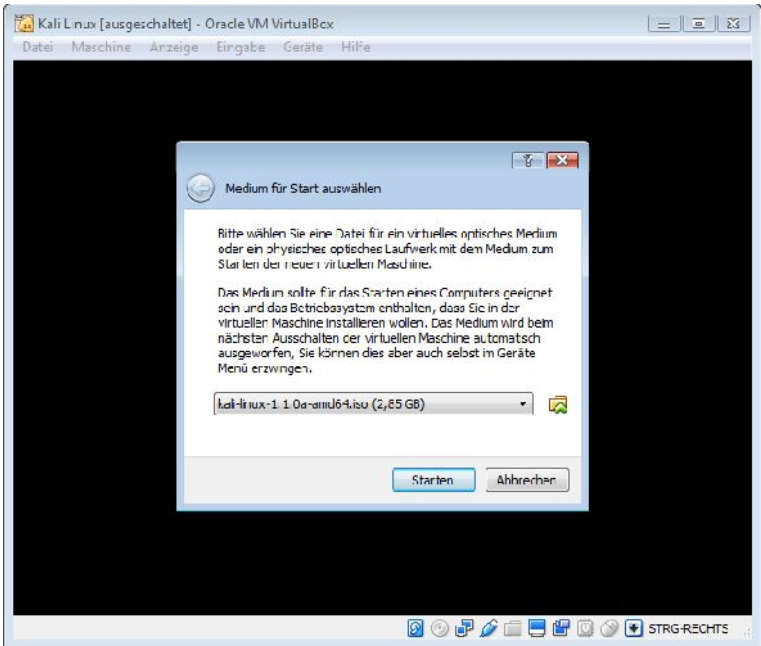 Kali Linux [ausgeschaltet] - Oracle VM VirtualBox
Datei Maschine Anzeige Eingabe Geräte Hilfe
Medium für Start auswählen
Bitte wählen Sie eine Datei für ein virtuelles optisches Medium
oder ein physisches optisches Laufwerk mit dem Medium zum
Starten der neuen virtuellen Maschine.
Das Medium sollte für das Starten eines Computers geeignet
sein und das Betriebssystem enthalten, dass Sie in der
virtuellen Maschine installieren wollen. Das Medium wird beim
nächsten Ausschalten der virtuellen Maschine automatisch
ausgeworfen, Sie können dies aber auch selbst im Geräte
Menü erzwingen.
kali-linux-1.1.0a-amd64.iso (2,85 GB)
Starten Abbrechen
STRG-RECHTS